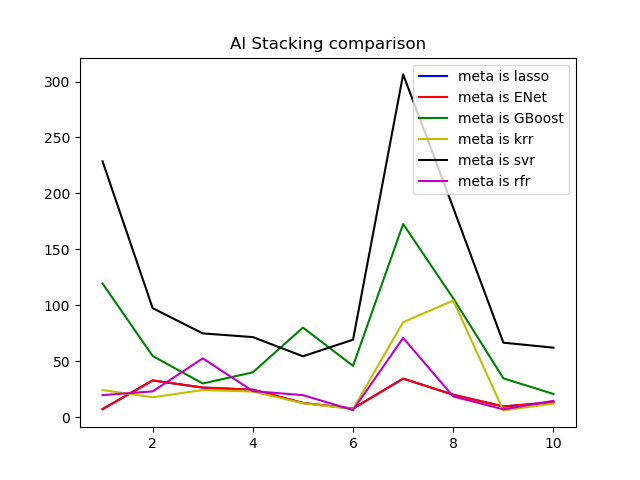 Al Stacking comparison
300
250
200
150
100
50
0
meta is lasso
meta is ENet
meta is GBoost
meta is krr
meta is svr
meta is rfr
2 4 6 8 10